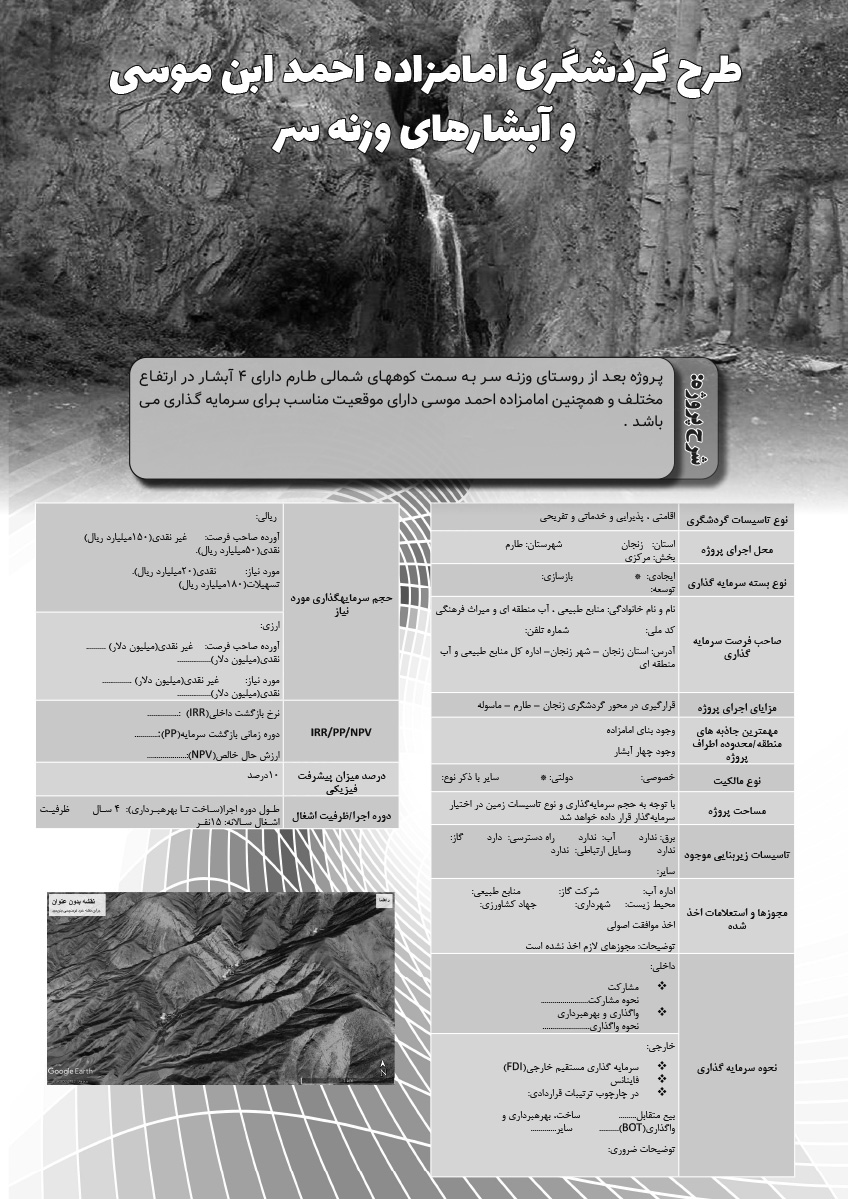 طرح گردشگری امامزاده احمد ابن موسی
و آبشارهای وزنه سر
شرح پروژه:
پروژه بعد از روستای وزنه سر به سمت کوههای شمالی طارم دارای ۴ آبشار در ارتفاع
مختلف و همچنین امامزاده احمد موسی دارای موقعیت مناسب برای سرمایه گذاری می
باشد .
نوع تاسیسات گردشگری
اقامتی ، پذیرایی و خدماتی و تفریحی
محل اجرای پروژه
استان: زنجان شهرستان: طارم
بخش: مرکزی
نوع بسته سرمایه گذاری
ایجادی: * بازسازی:
توسعه:
صاحب فرصت سرمایه
گذاری
نام و نام خانوادگی: منابع طبیعی ، آب منطقه ای و میراث فرهنگی
کد ملی: شماره تلفن:
آدرس: استان زنجان – شهر زنجان– اداره کل منابع طبیعی و آب
منطقه ای
مزایای اجرای پروژه
قرارگیری در محور گردشگری زنجان – طارم – ماسوله
مهمترین جاذبه های
منطقه/محدوده اطراف
پروژه
وجود بنای امامزاده
وجود چهار آبشار
نوع مالکیت
خصوصی: دولتی: * سایر با ذکر نوع:
مساحت پروژه
با توجه به حجم سرمایه‌گذاری و نوع تاسیسات زمین در اختیار
سرمایه‌گذار قرار داده خواهد شد
تاسیسات زیربنایی موجود
برق: ندارد آب: ندارد راه دسترسی: دارد گاز:
ندارد وسایل ارتباطی: ندارد
سایر:
مجوزها و استعلامات اخذ
شده
اداره آب: شرکت گاز: منابع طبیعی:
محیط زیست: شهرداری: جهاد کشاورزی:
اخذ موافقت اصولی
توضیحات: مجوزهای لازم اخذ نشده است
نحوه سرمایه گذاری
داخلی:
❖ مشارکت
نحوه مشارکت........................
❖ واگذاری و بهرهبرداری
نحوه واگذاری........................
خارجی:
❖ سرمایه گذاری مستقیم خارجی(FDI)
❖ فاینانس
❖ در چارچوب ترتیبات قراردادی:
بیع متقابل......... ساخت، بهرهبرداری و
واگذاری(BOT).......... سایر.............
توضیحات ضروری:
حجم سرمایهگذاری مورد
نیاز
ریالی:
آورده صاحب فرصت: غیر نقدی(۱۵۰میلیارد ریال)
نقدی(۵۰میلیارد ریال).
مورد نیاز: نقدی(۲۰میلیارد ریال).
تسهیلات(۱۸۰میلیارد ریال)
ارزی:
آورده صاحب فرصت: غیر نقدی(میلیون دلار) .........
نقدی(میلیون دلار)................
مورد نیاز: غیر نقدی(میلیون دلار) ..............
نقدی(میلیون دلار)................
IRR/PP/NPV
نرخ بازگشت داخلی(IRR) :...............
دوره زمانی بازگشت سرمایه(PP):............
ارزش حال خالص(NPV):.....................
درصد میزان پیشرفت
فیزیکی
۱۰درصد
دوره اجرا/ظرفیت اشغال
طول دوره اجرا(ساخت تا بهرهبرداری): ۴ سال ظرفیت
اشغال سالانه: ۱۵نفر
نقشه بدون عنوان
راهنما
Google Earth
N